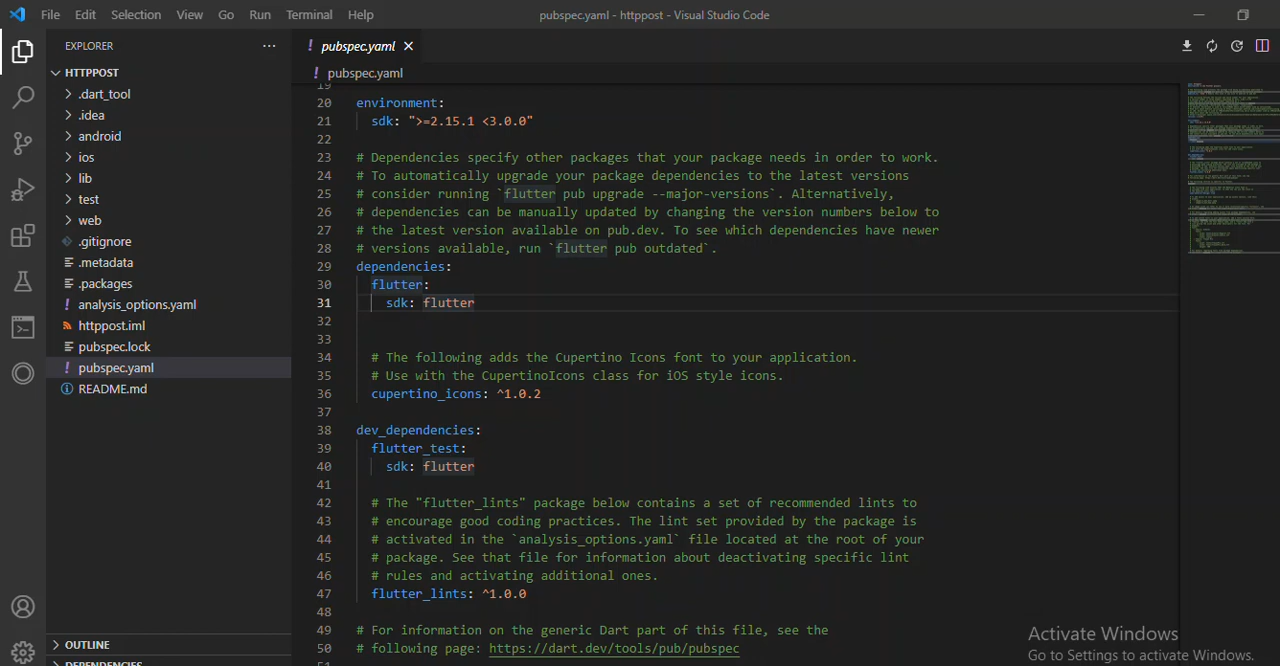 File Edit Selection View Go Run Terminal Help
pubspec.yaml - httppost - Visual Studio Code
EXPLORER
HTTPPOST
.dart_tool
.idea
android
ios
lib
test
web
.gitignore
.metadata
.packages
analysis_options.yaml
httppost.iml
pubspec.lock
pubspec.yaml
README.md
OUTLINE
DEPENDENCIES
pubspec.yaml
pubspec.yaml
19
20 environment:
21 sdk: ">=2.15.1 <3.0.0"
22
23 # Dependencies specify other packages that your package needs in order to work.
24 # To automatically upgrade your package dependencies to the latest versions
25 # consider running `flutter pub upgrade --major-versions`. Alternatively,
26 # dependencies can be manually updated by changing the version numbers below to
27 # the latest version available on pub.dev. To see which dependencies have newer
28 # versions available, run `flutter pub outdated`.
29 dependencies:
30 flutter:
31 sdk: flutter
32
33
34 # The following adds the Cupertino Icons font to your application.
35 # Use with the CupertinoIcons class for iOS style icons.
36 cupertino_icons: ^1.0.2
37
38 dev_dependencies:
39 flutter_test:
40 sdk: flutter
41
42 # The "flutter_lints" package below contains a set of recommended lints to
43 # encourage good coding practices. The lint set provided by the package is
44 # activated in the `analysis_options.yaml` file located at the root of your
45 # package. See that file for information about deactivating specific lint
46 # rules and activating additional ones.
47 flutter_lints: ^1.0.0
48
49 # For information on the generic Dart part of this file, see the
50 # following page: https://dart.dev/tools/pub/pubspec
51
Activate Windows
Go to Settings to activate Windows.